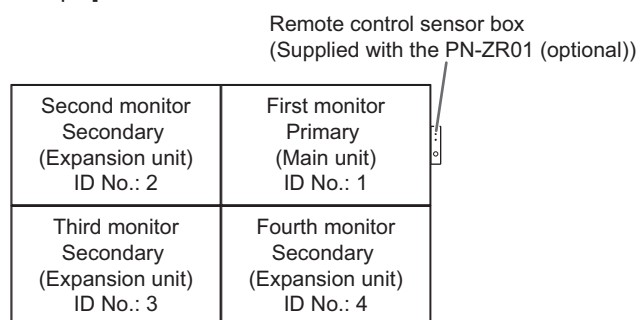 Remote control sensor box
(Supplied with the PN-ZR01 (optional))
Second monitor
Secondary
(Expansion unit)
ID No.: 2
First monitor
Primary
(Main unit)
ID No.: 1
Third monitor
Secondary
(Expansion unit)
ID No.: 3
Fourth monitor
Secondary
(Expansion unit)
ID No.: 4